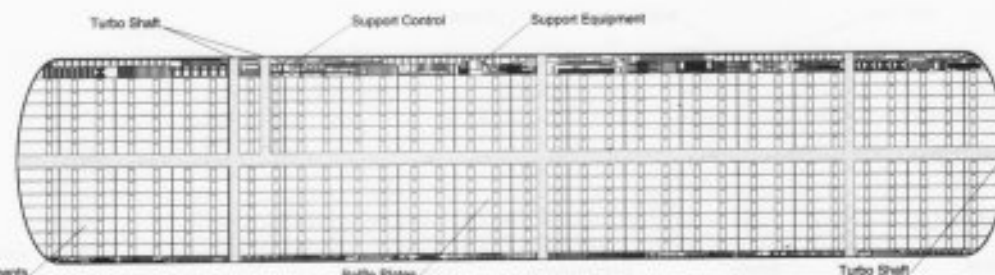 Turbo Shaft
Support Control
Support Equipment
Baffle Plates
Turbo Shaft